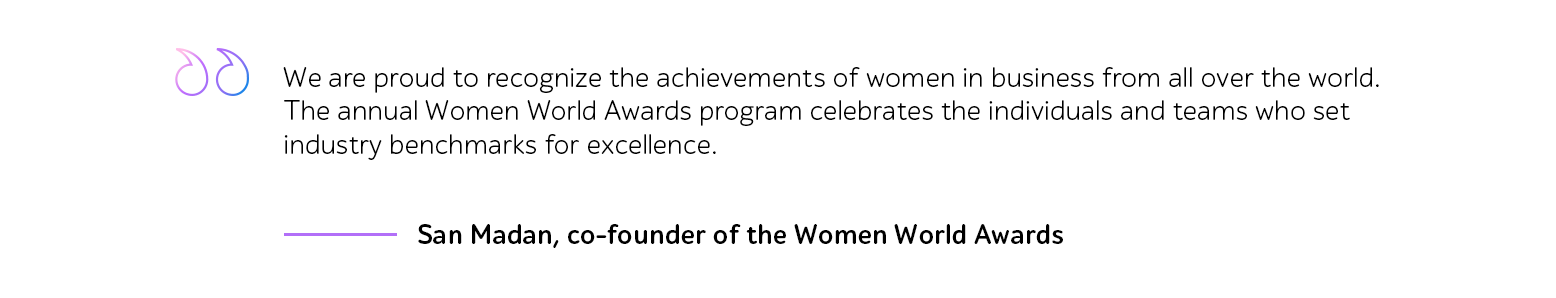 We are proud to recognize the achievements of women in business from all over the world.
The annual Women World Awards program celebrates the individuals and teams who set
industry benchmarks for excellence.
San Madan, co-founder of the Women World Awards